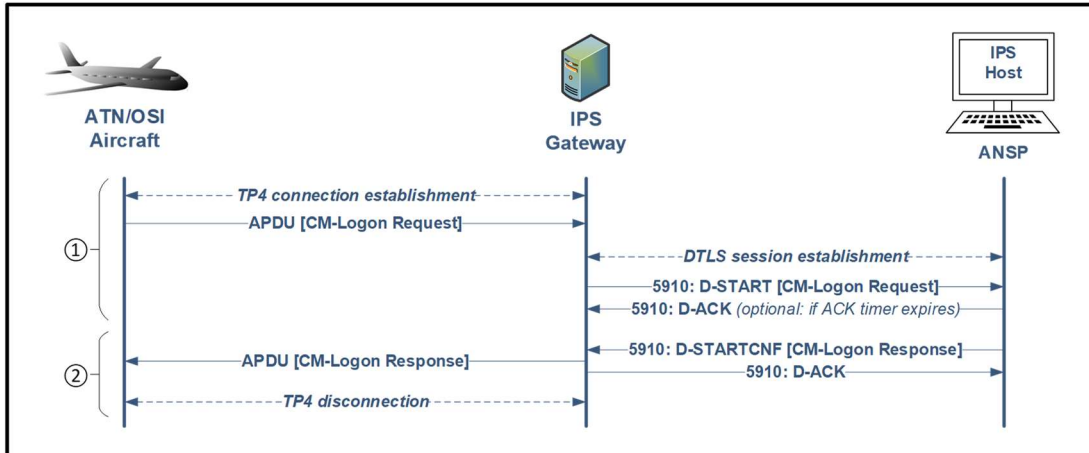 IPS
Host
ATN/OSI
Aircraft
IPS
Gateway
ANSP
TP4 connection establishment
①
APDU [CM-Logon Request]
DTLS session establishment
5910: D-START [CM-Logon Request]
5910: D-ACK (optional: if ACK timer expires)
②
5910: D-STARTCNF [CM-Logon Response]
APDU [CM-Logon Response]
5910: D-ACK
TP4 disconnection